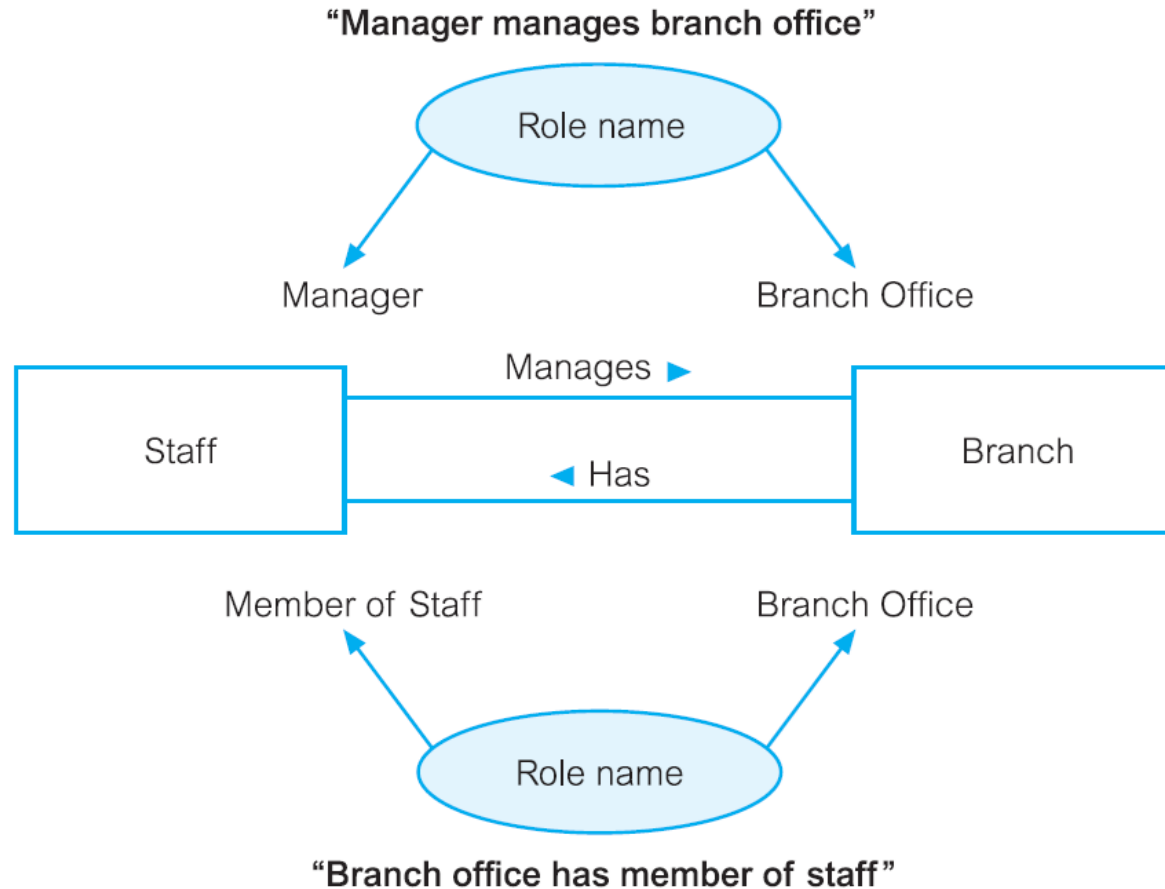 “Manager manages branch office”
Role name
Manager
Branch Office
Manages
Staff
Branch
Has
Member of Staff
Branch Office
Role name
“Branch office has member of staff”